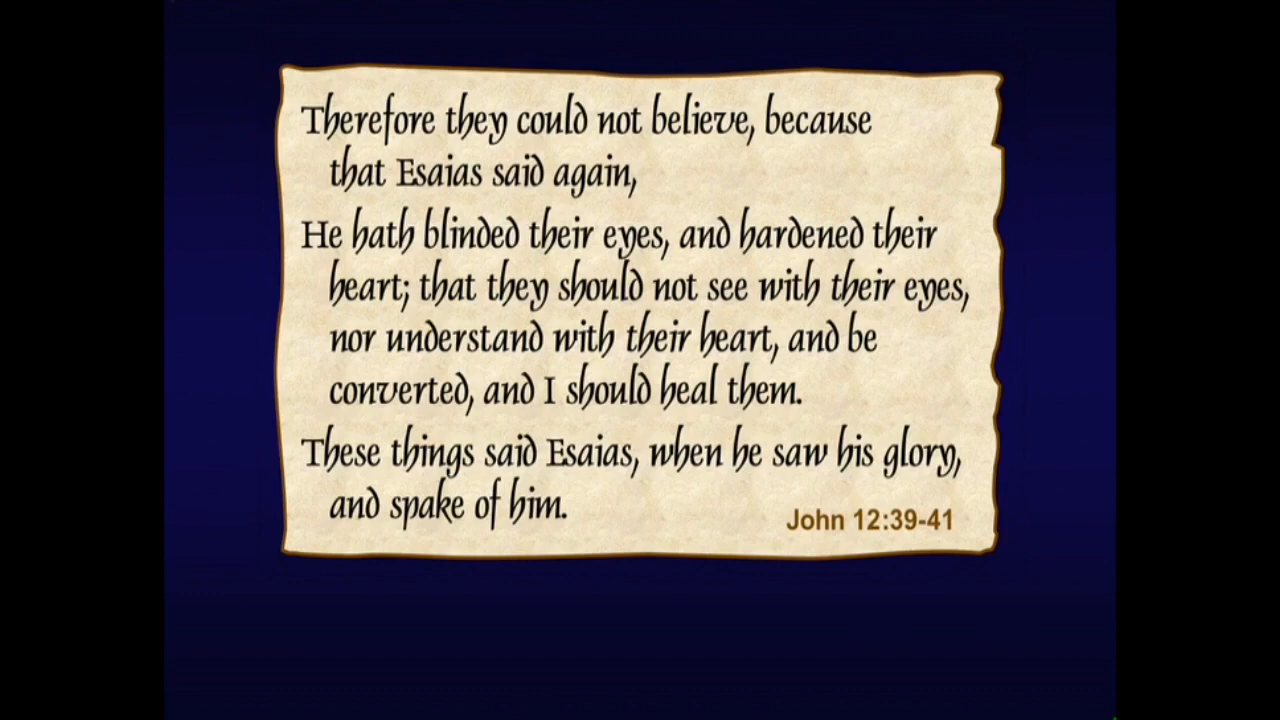 Therefore they could not believe, because
that Esaias said again,
He hath blinded their eyes, and hardened their
heart; that they should not see with their eyes,
nor understand with their heart, and be
converted, and I should heal them.
These things said Esaias, when he saw his glory,
and spake of him.
John 12:39-41